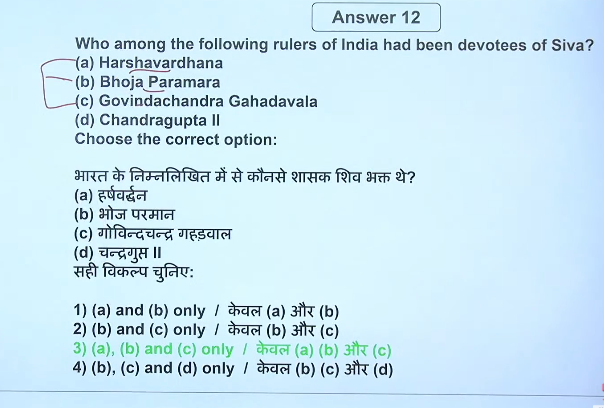 Answer 12
Who among the following rulers of India had been devotees of Siva?
(a) Harshavardhana
(b) Bhoja Paramara
(c) Govindachandra Gahadavala
(d) Chandragupta II
Choose the correct option:
भारत के निम्नलिखित में से कौनसे शासक शिव भक्त थे?
(a) हर्षवर्द्धन
(b) भोज परमान
(c) गोविन्दचन्द्र गहड़वाल
(d) चन्द्रगुप्त II
सही विकल्प चुनिए:
1) (a) and (b) only / केवल (a) और (b)
2) (b) and (c) only / केवल (b) और (c)
3) (a), (b) and (c) only / केवल (a) (b) और (c)
4) (b), (c) and (d) only / केवल (b) (c) और (d)